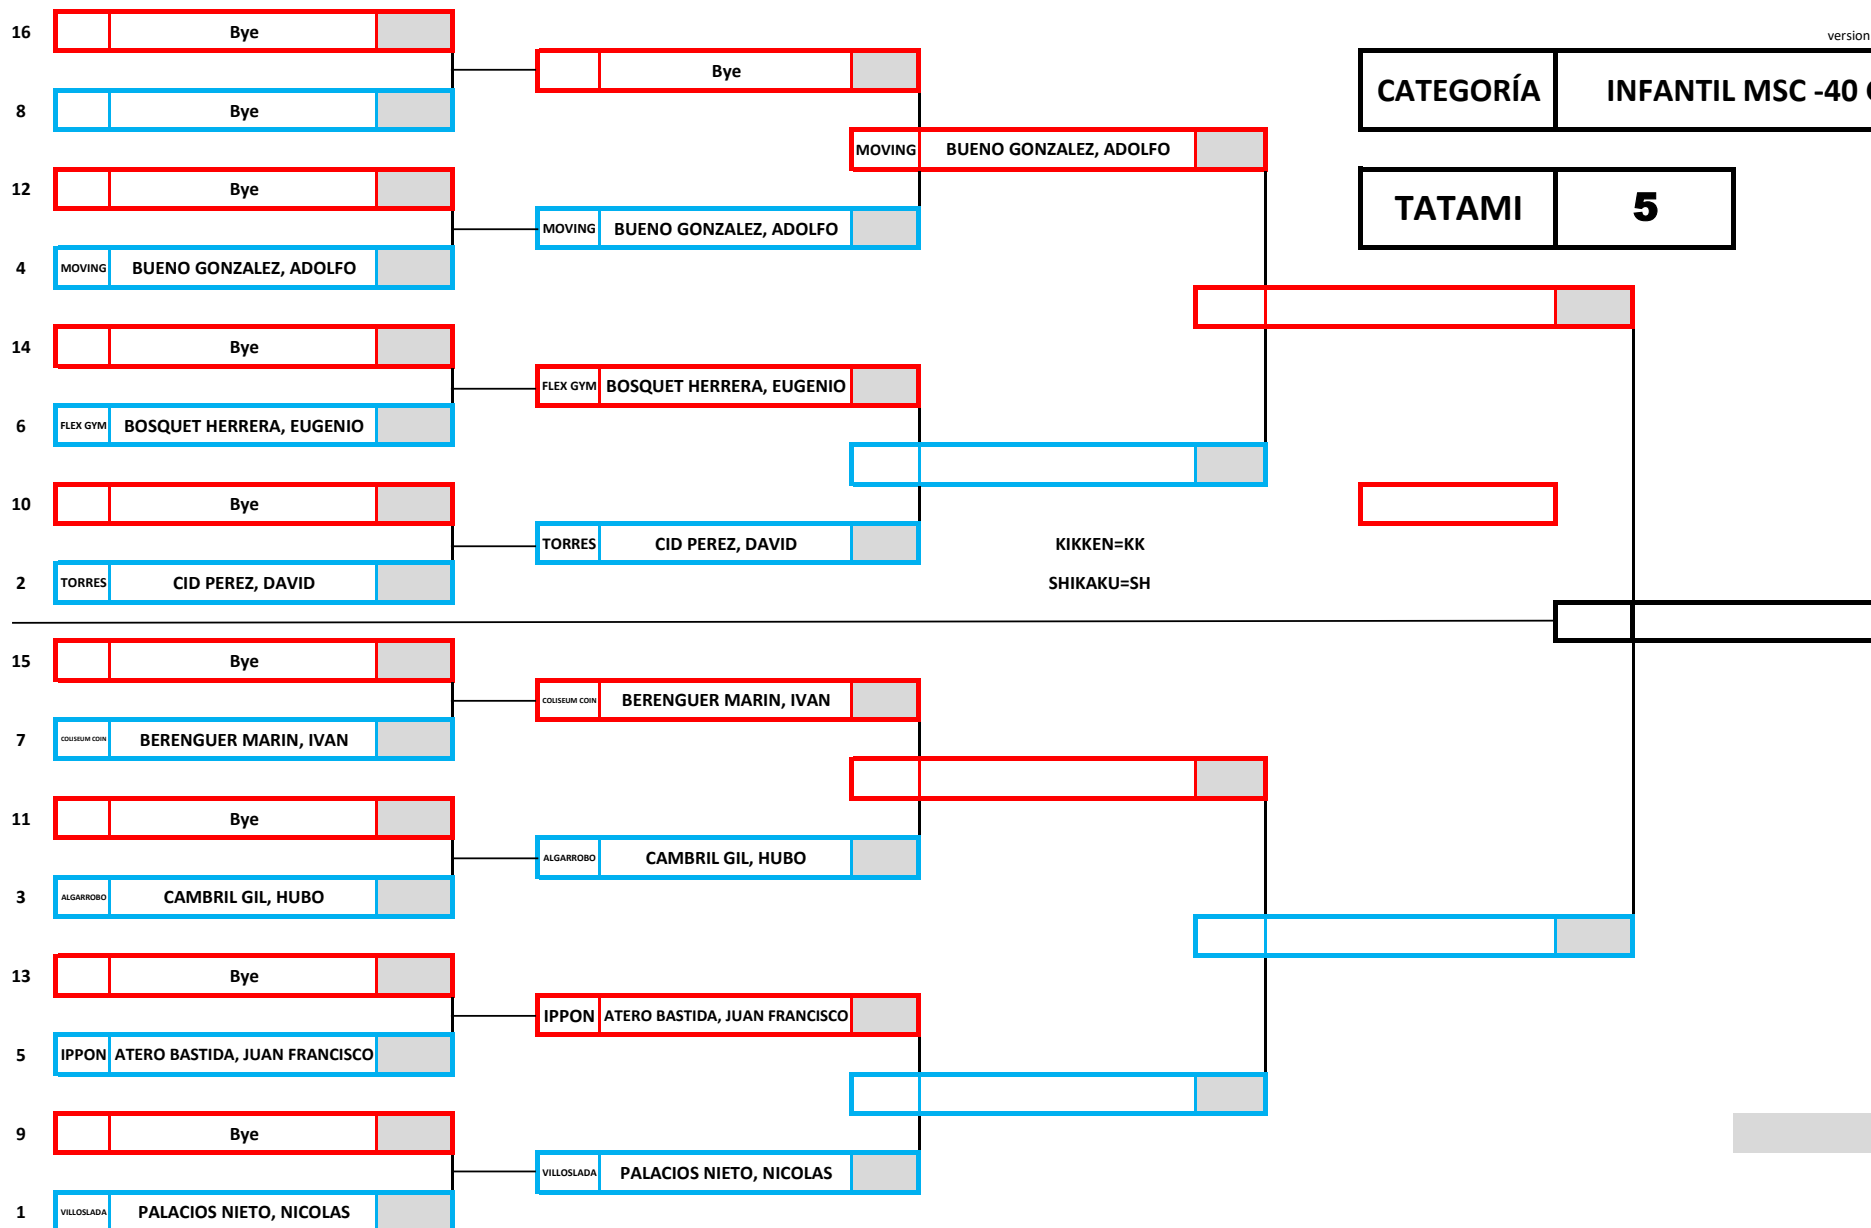 16 Bye
version
Bye
CATEGORÍA INFANTIL MSC -40
8 Bye
MOVING BUENO GONZALEZ, ADOLFO
12 Bye
TATAMI 5
MOVING BUENO GONZALEZ, ADOLFO
4 MOVING BUENO GONZALEZ, ADOLFO
14 Bye
FLEX GYM BOSQUET HERRERA, EUGENIO
6 FLEX GYM BOSQUET HERRERA, EUGENIO
10 Bye
TORRES CID PEREZ, DAVID
KIKKEN=KK
2 TORRES CID PEREZ, DAVID
SHIKAKU=SH
15 Bye
COLISEUM COIN BERENGUER MARIN, IVAN
7 COLISEUM COIN BERENGUER MARIN, IVAN
11 Bye
ALGARROBO CAMBRIL GIL, HUBO
3 ALGARROBO CAMBRIL GIL, HUBO
13 Bye
IPPON ATERO BASTIDA, JUAN FRANCISCO
5 IPPON ATERO BASTIDA, JUAN FRANCISCO
9 Bye
VILLOSLADA PALACIOS NIETO, NICOLAS
1 VILLOSLADA PALACIOS NIETO, NICOLAS